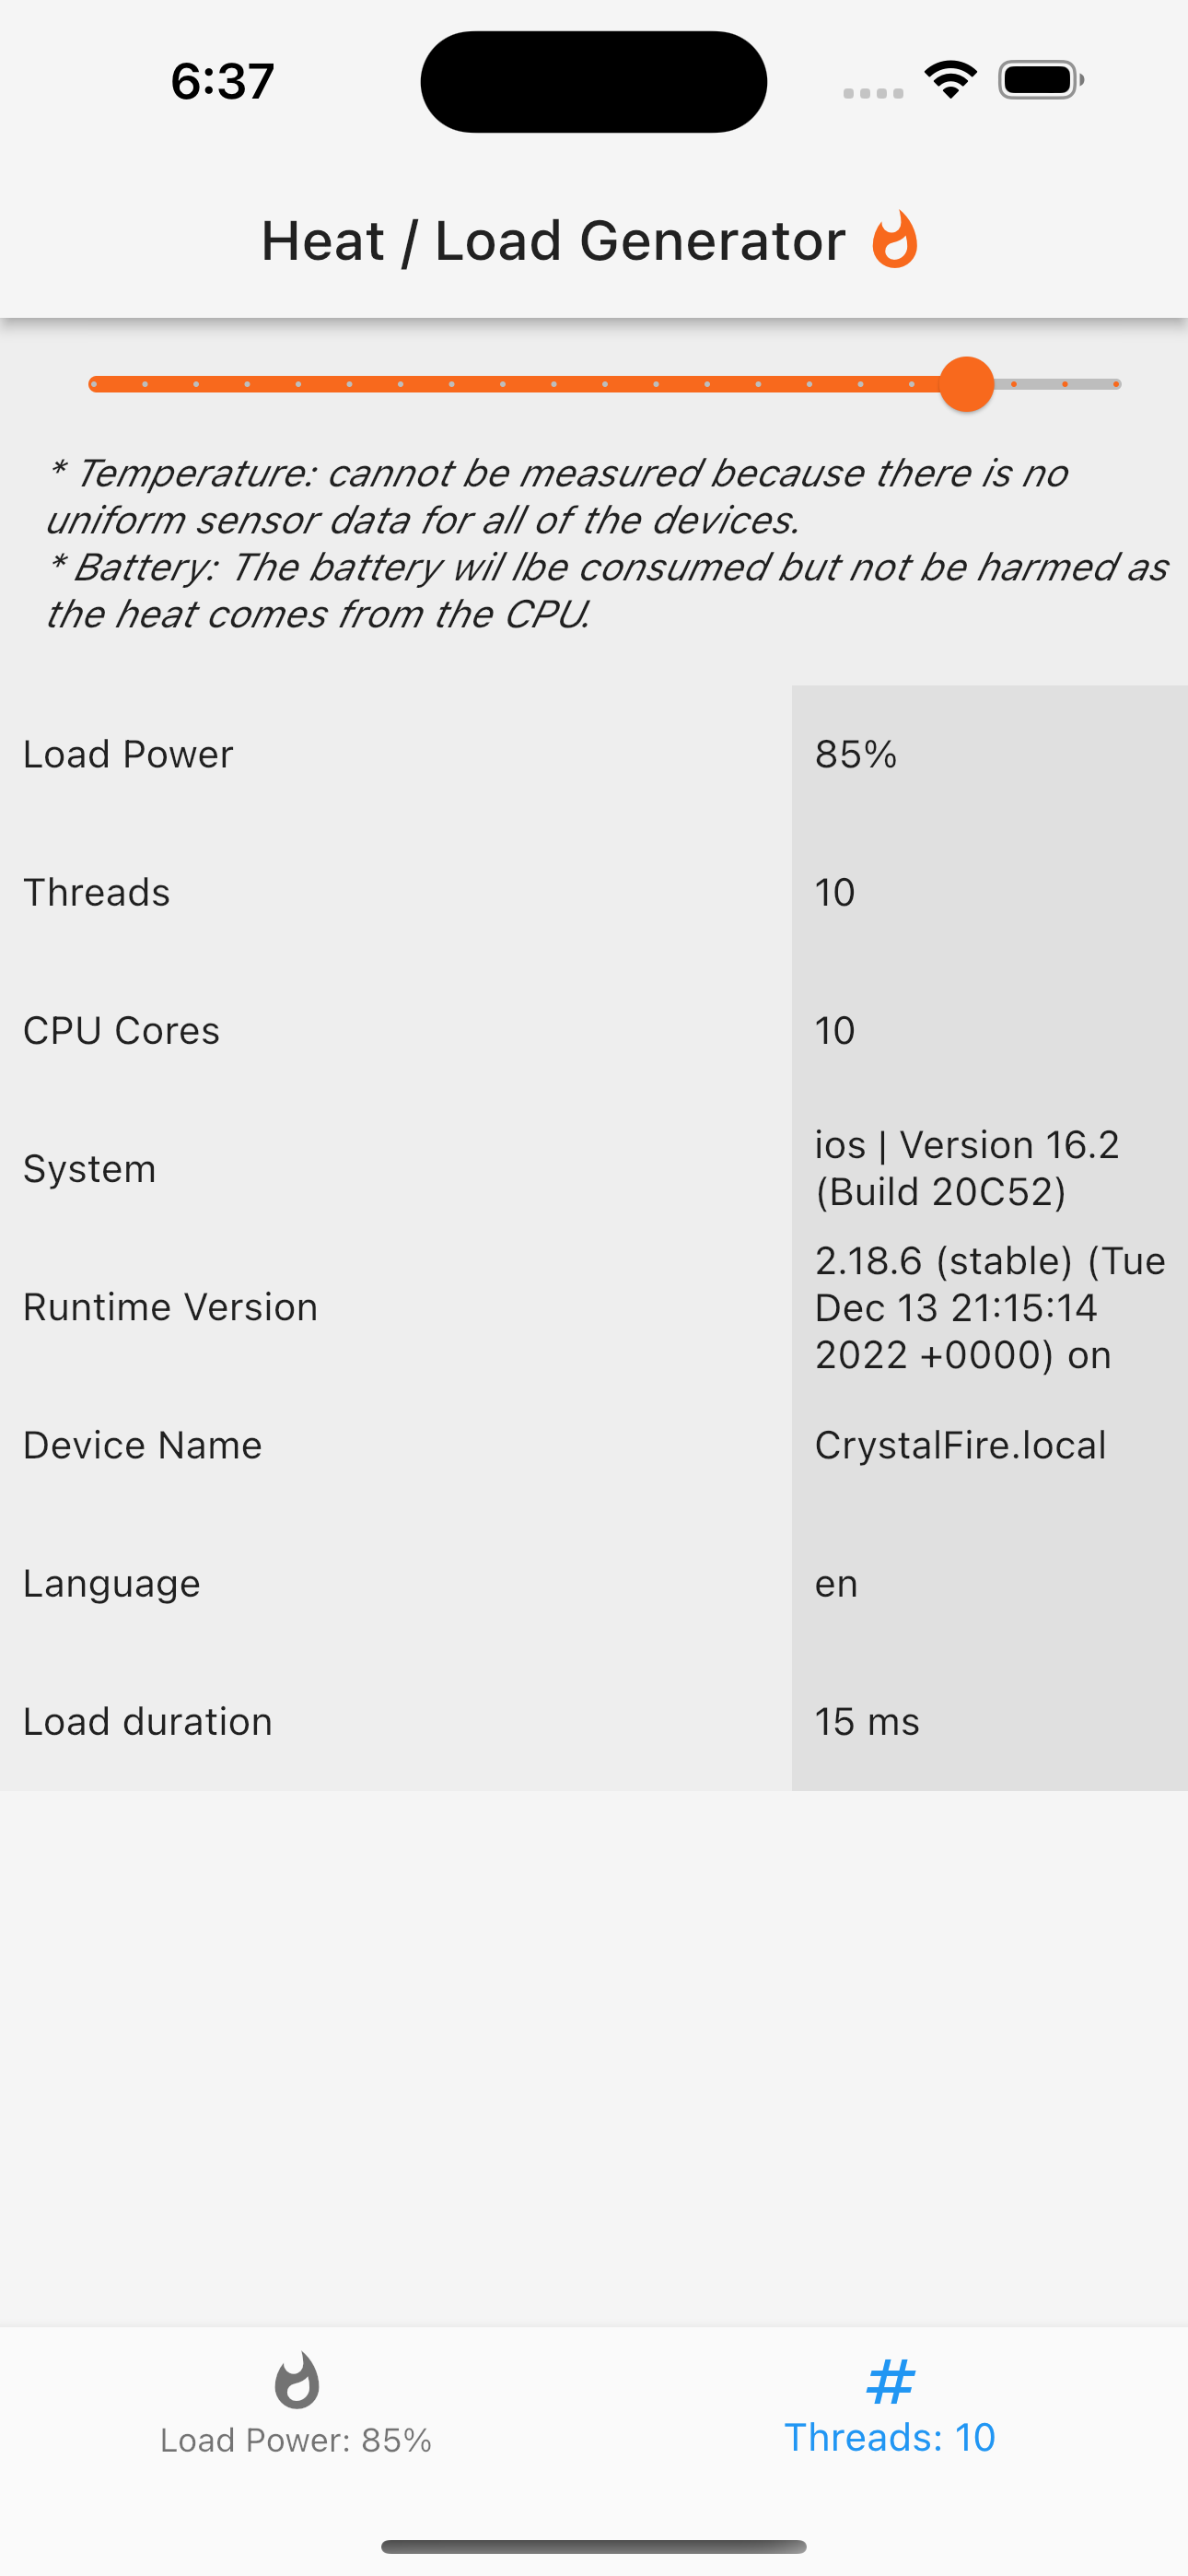 6:37
Heat / Load Generator
* Temperature: cannot be measured because there is no
uniform sensor data for all of the devices.
* Battery: The battery wil lbe consumed but not be harmed as
the heat comes from the CPU.
Load Power
85%
Threads
10
CPU Cores
10
System
ios | Version 16.2
(Build 20C52)
Runtime Version
2.18.6 (stable) (Tue
Dec 13 21:15:14
2022 +0000) on
Device Name
CrystalFire.local
Language
en
Load duration
15 ms
Load Power: 85%
#
Threads: 10